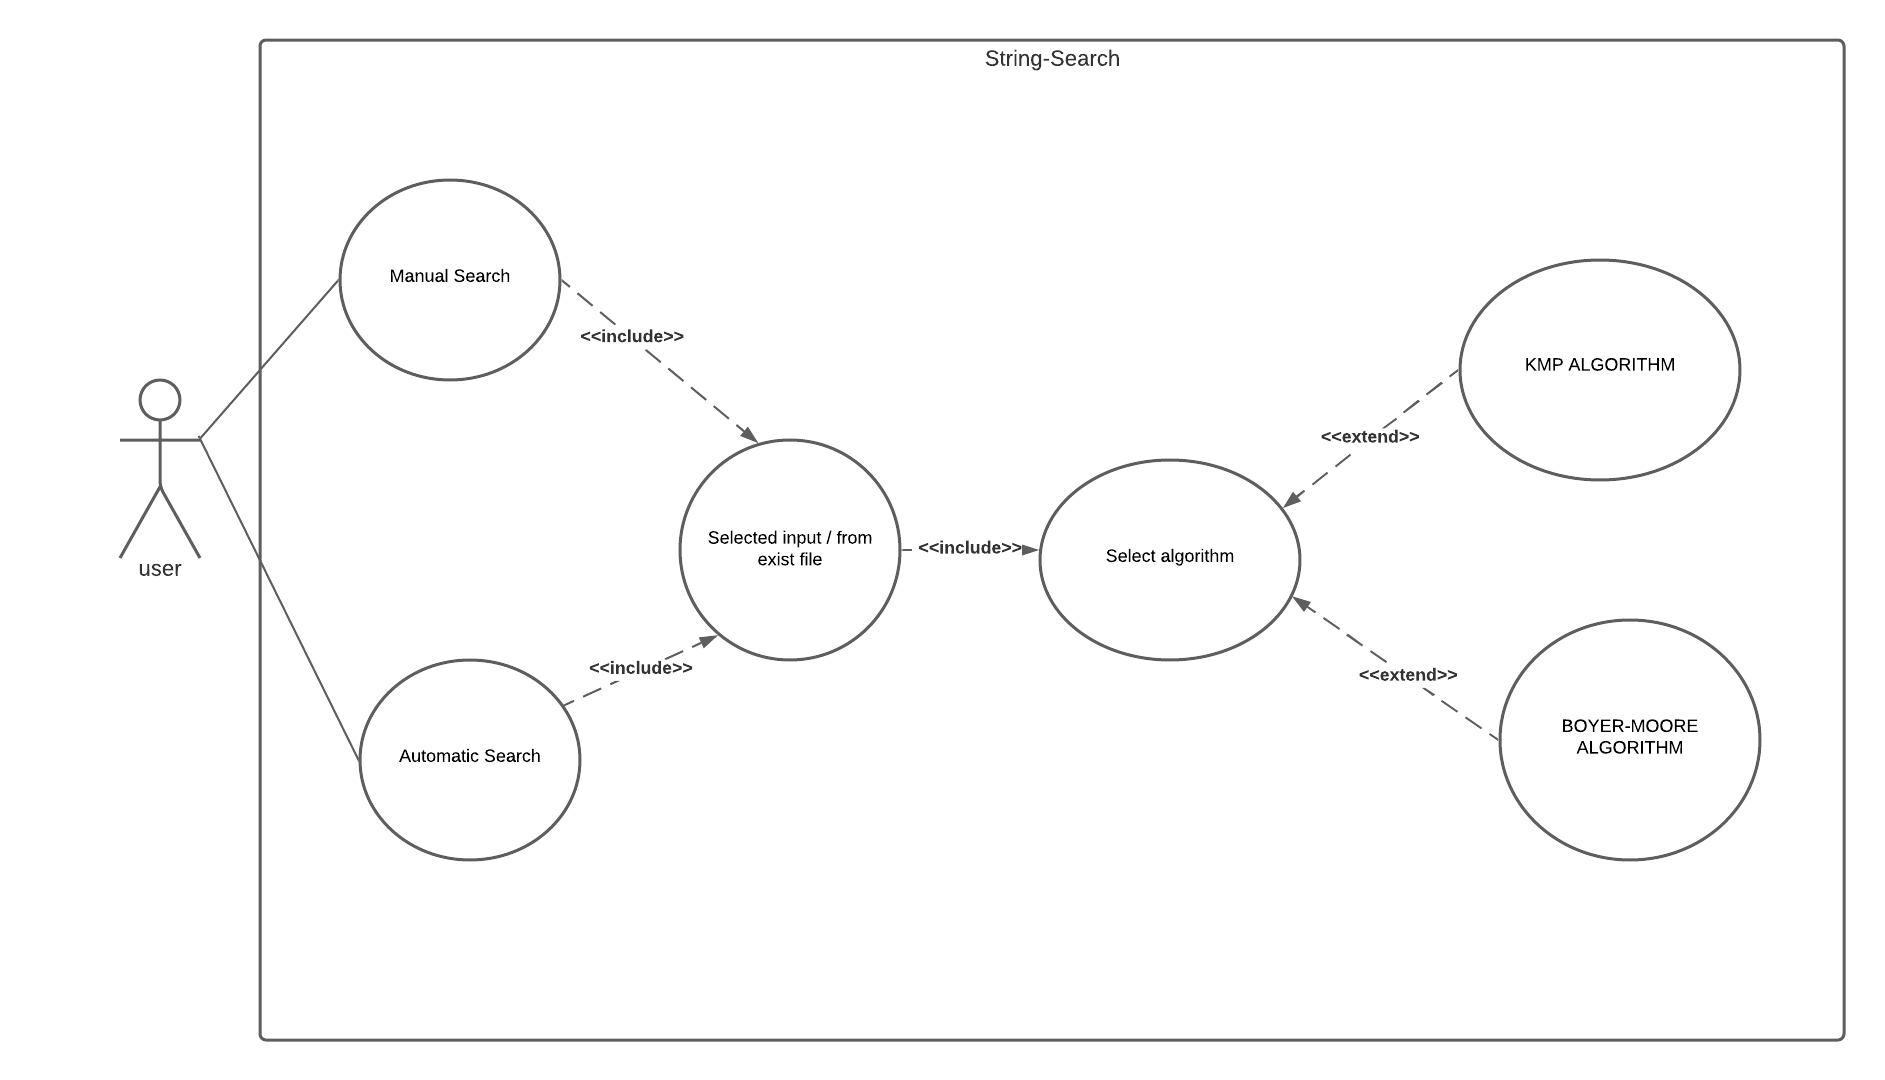 String-Search
Manual Search
<<include>>
KMP ALGORITHM
<<extend>>
user
Selected input / from
exist file
<<include>>
Select algorithm
<<include>>
<<extend>>
Automatic Search
BOYER-MOORE
ALGORITHM